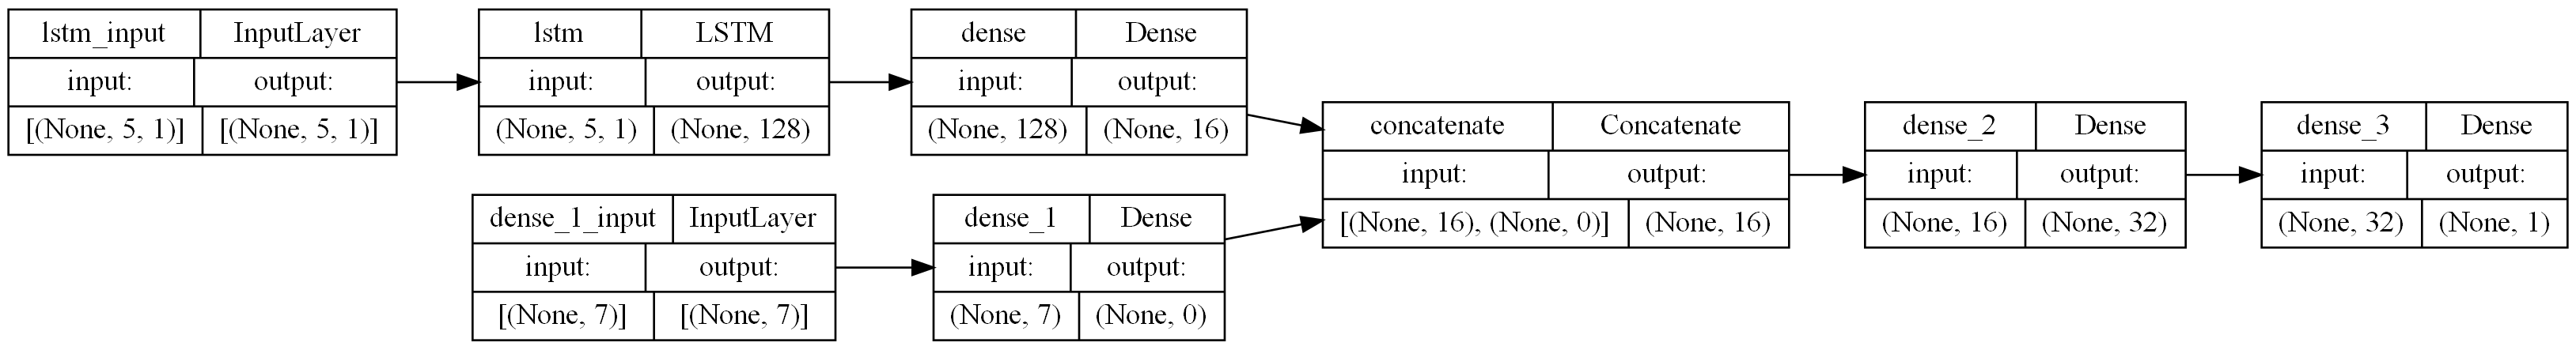 lstm_input InputLayer
input: output:
[(None, 5, 1)] [(None, 5, 1)]
lstm LSTM
input: output:
(None, 5, 1) (None, 128)
dense Dense
input: output:
(None, 128) (None, 16)
dense_1_input InputLayer
input: output:
[(None, 7)] [(None, 7)]
dense_1 Dense
input: output:
(None, 7) (None, 0)
concatenate Concatenate
input: output:
[(None, 16), (None, 0)] (None, 16)
dense_2 Dense
input: output:
(None, 16) (None, 32)
dense_3 Dense
input: output:
(None, 32) (None, 1)